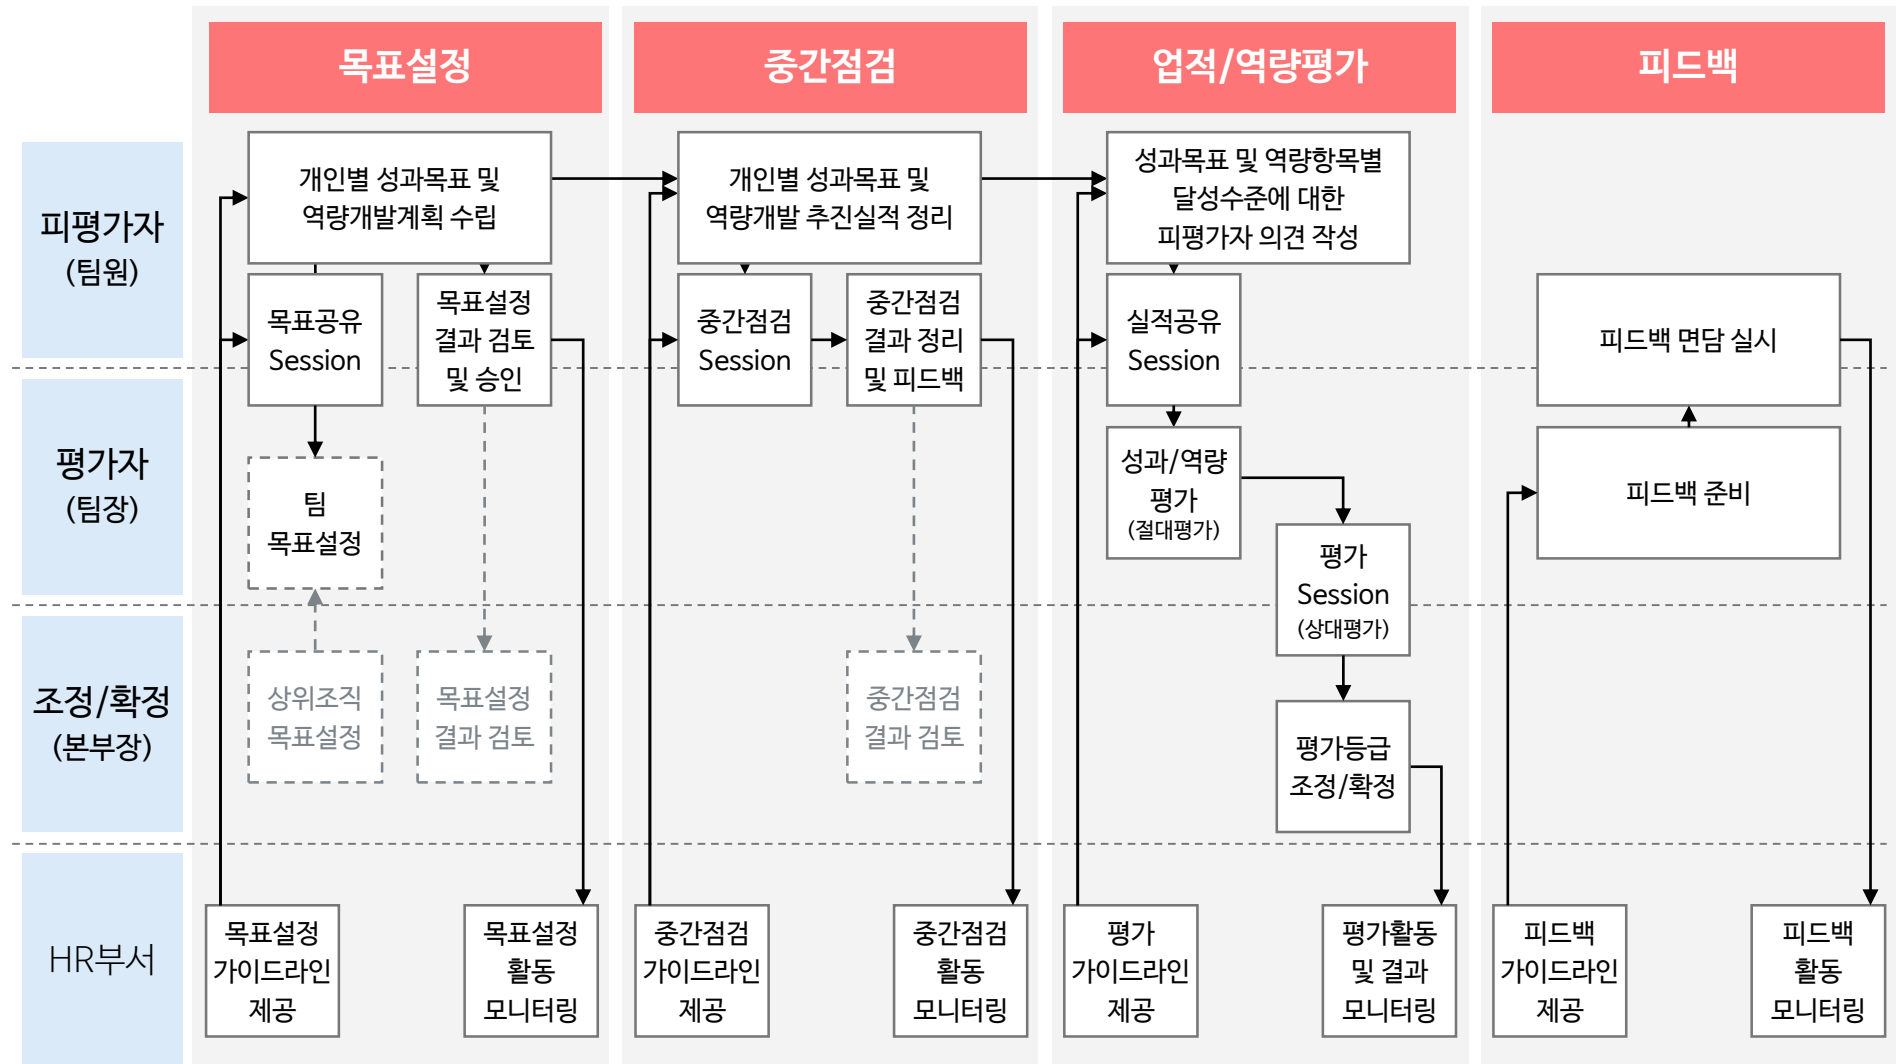 목표설정
중간점검
업적/역량평가
피드백
피평가자
(팀원)
개인별 성과목표 및
역량개발계획 수립
개인별 성과목표 및
역량개발 추진실적 정리
성과목표 및 역량항목별
달성수준에 대한
피평가자 의견 작성
목표공유
Session
목표설정
결과 검토
및 승인
중간점검
Session
중간점검
결과 정리
및 피드백
실적공유
Session
피드백 면담 실시
평가자
(팀장)
팀
목표설정
성과/역량
평가
(절대평가)
피드백 준비
평가
Session
(상대평가)
조정/확정
(본부장)
상위조직
목표설정
목표설정
결과 검토
중간점검
결과 검토
평가등급
조정/확정
HR부서
목표설정
가이드라인
제공
목표설정
활동
모니터링
중간점검
가이드라인
제공
중간점검
활동
모니터링
평가
가이드라인
제공
평가활동
및 결과
모니터링
피드백
가이드라인
제공
피드백
활동
모니터링